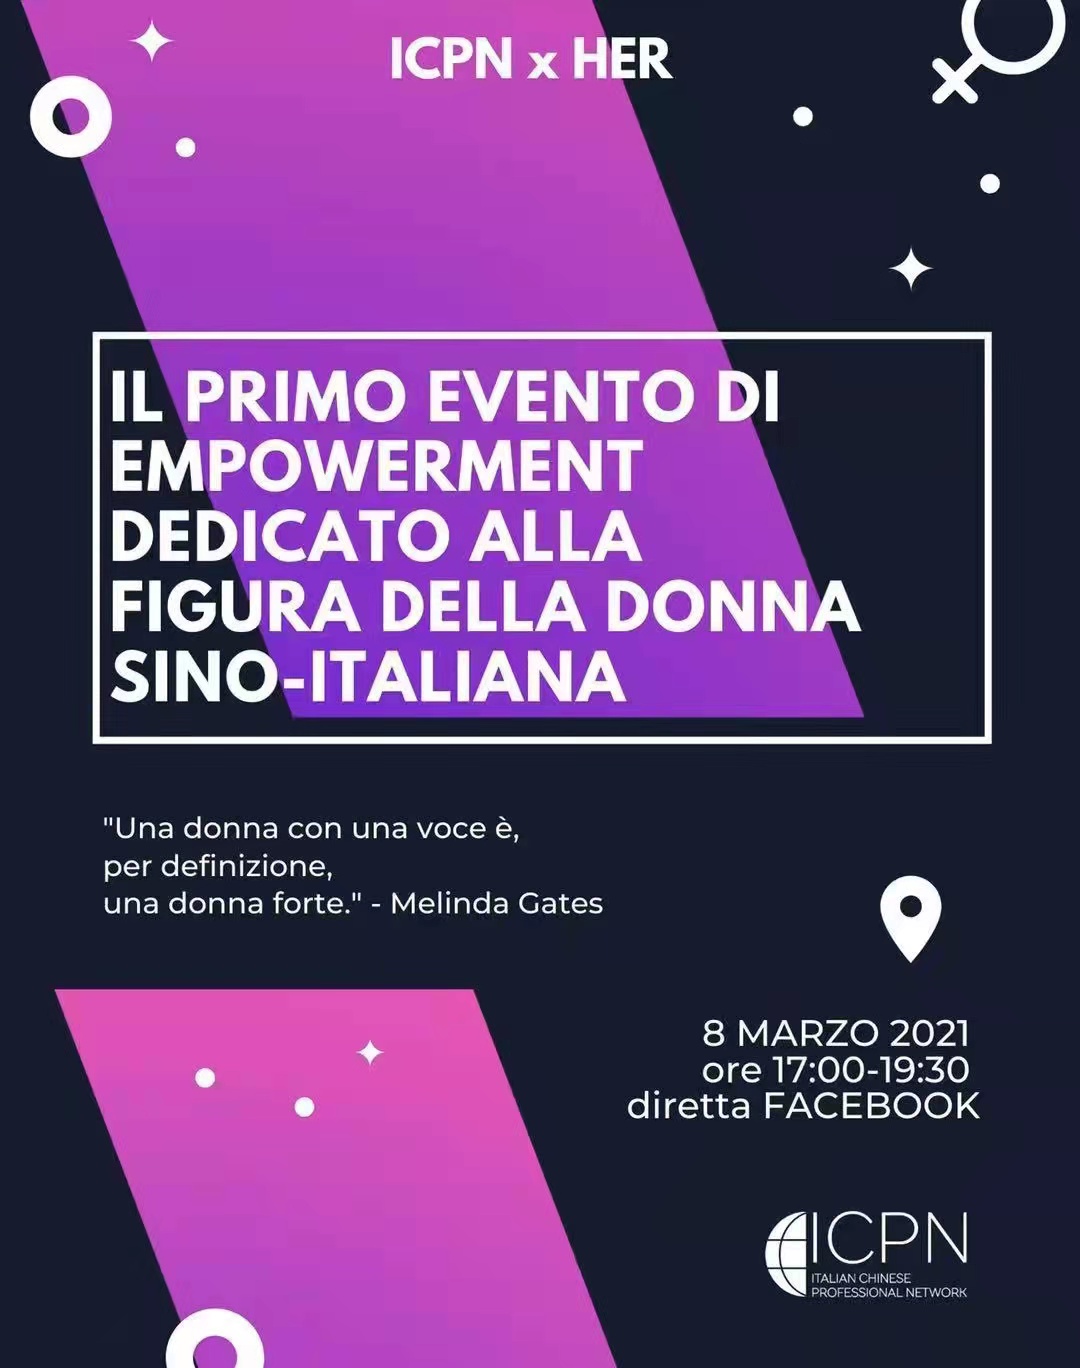 ICPN x HER
IL PRIMO EVENTO DI
EMPOWERMENT
DEDICATO ALLA
FIGURA DELLA DONNA
SINO-ITALIANA
"Una donna con una voce è,
per definizione,
una donna forte." - Melinda Gates
8 MARZO 2021
ore 17:00-19:30
diretta FACEBOOK
ICPN
ITALIAN CHINESE
PROFESSIONAL NETWORK